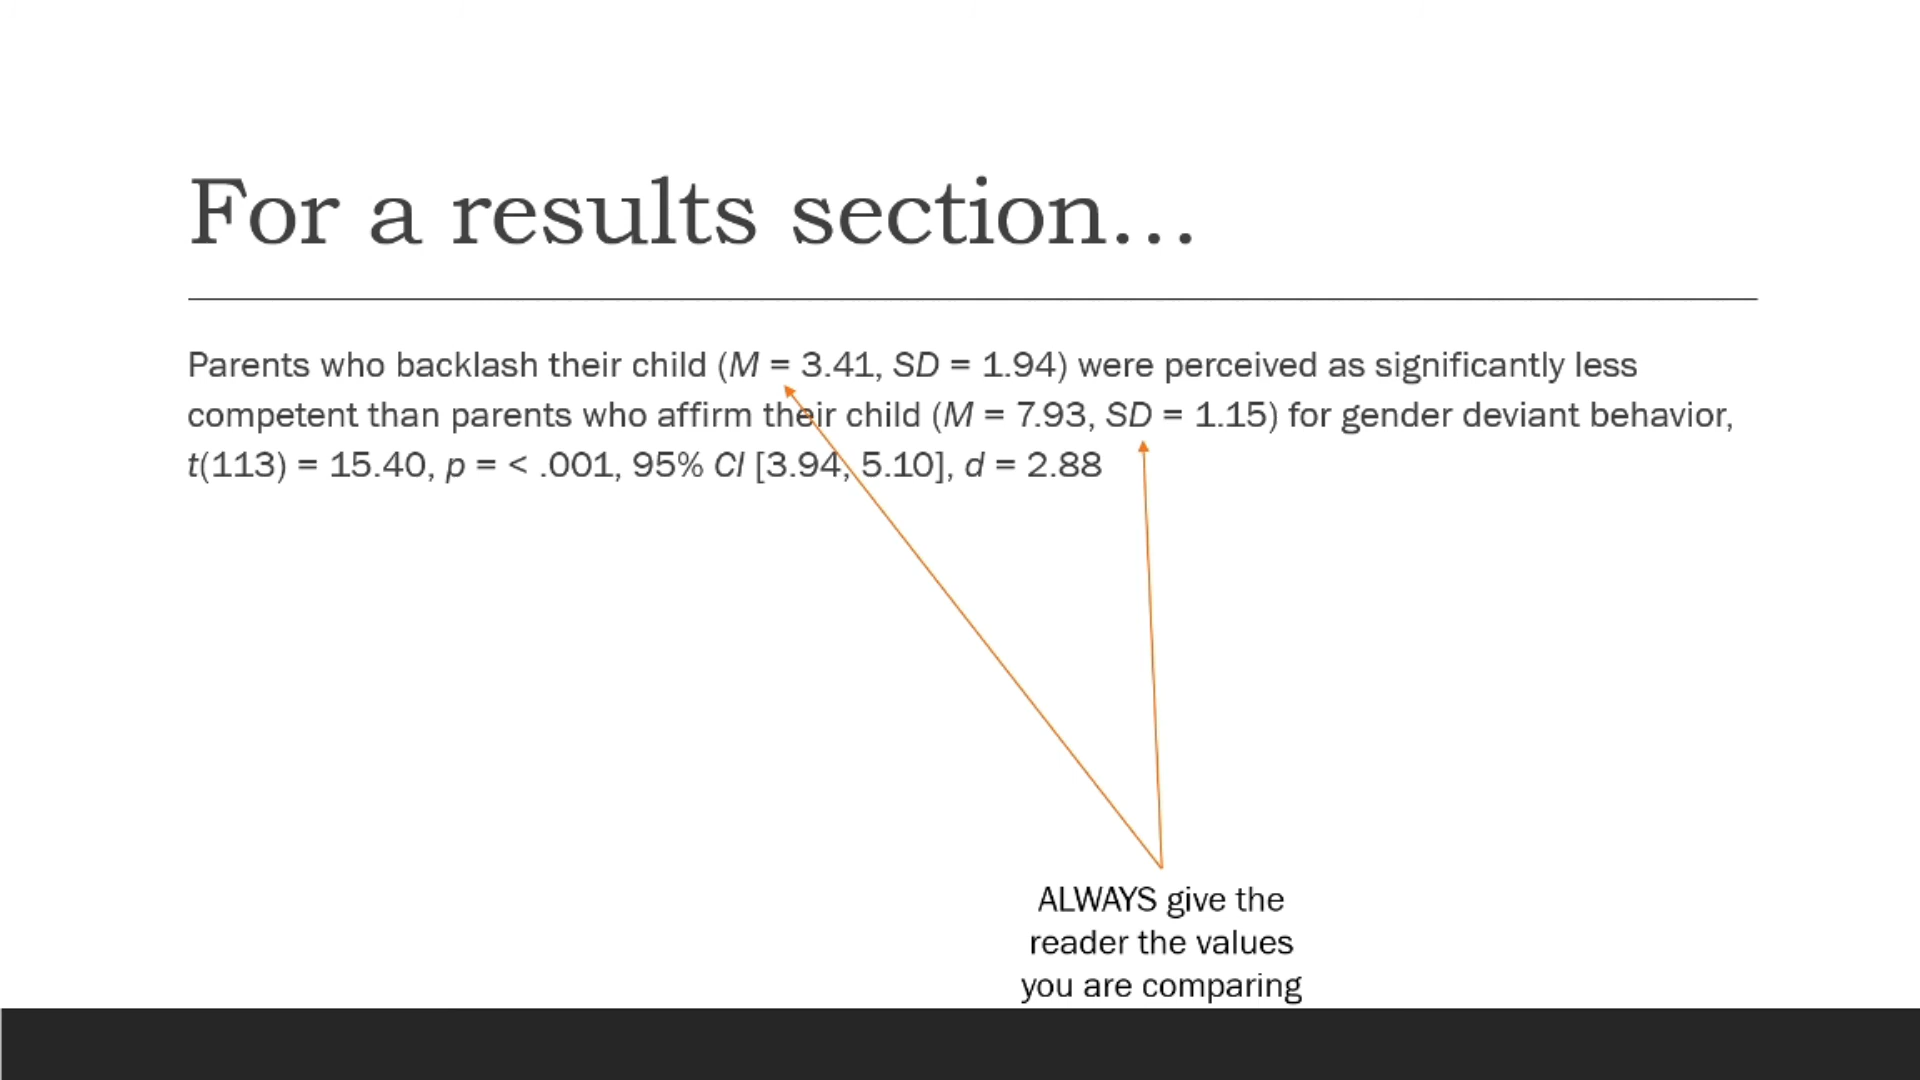 For a results section…
Parents who backlash their child (M = 3.41, SD = 1.94) were perceived as significantly less
competent than parents who affirm their child (M = 7.93, SD = 1.15) for gender deviant behavior,
t(113) = 15.40, p = < .001, 95% CI [3.94, 5.10], d = 2.88
ALWAYS give the
reader the values
you are comparing